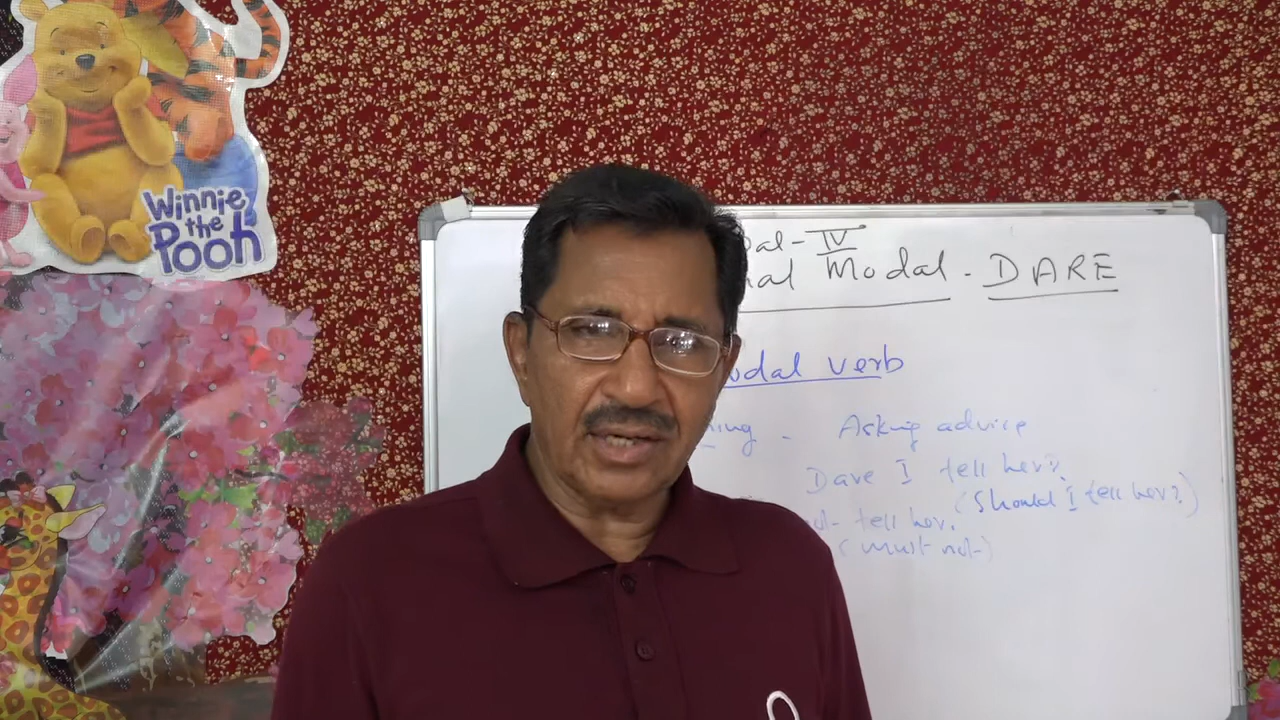 Winnie
the
Pooh
al-IV
nal Modal - DARE
odal verb
ing - Asking advice
Dare I tell her?
(Should I tell her?)
tell her.
(must not)